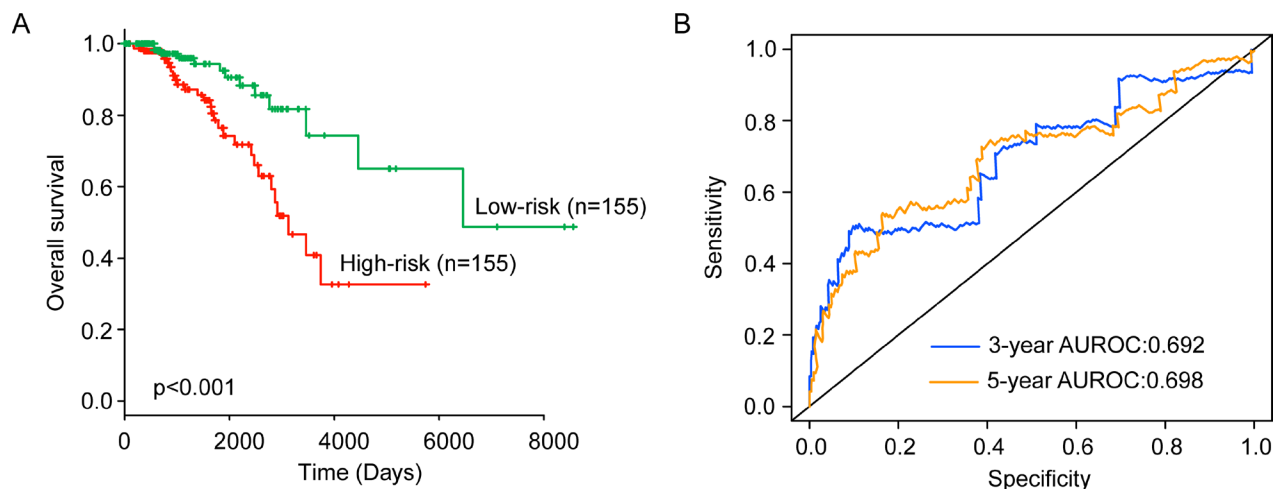 A
1.0
0.8
0.6
0.4
0.2
0.0
Overall survival
Low-risk (n=155)
High-risk (n=155)
p<0.001
0 2000 4000 6000 8000
Time (Days)
B
1.0
0.8
0.6
0.4
0.2
0.0
Sensitivity
3-year AUROC:0.692
5-year AUROC:0.698
0.0 0.2 0.4 0.6 0.8 1.0
Specificity